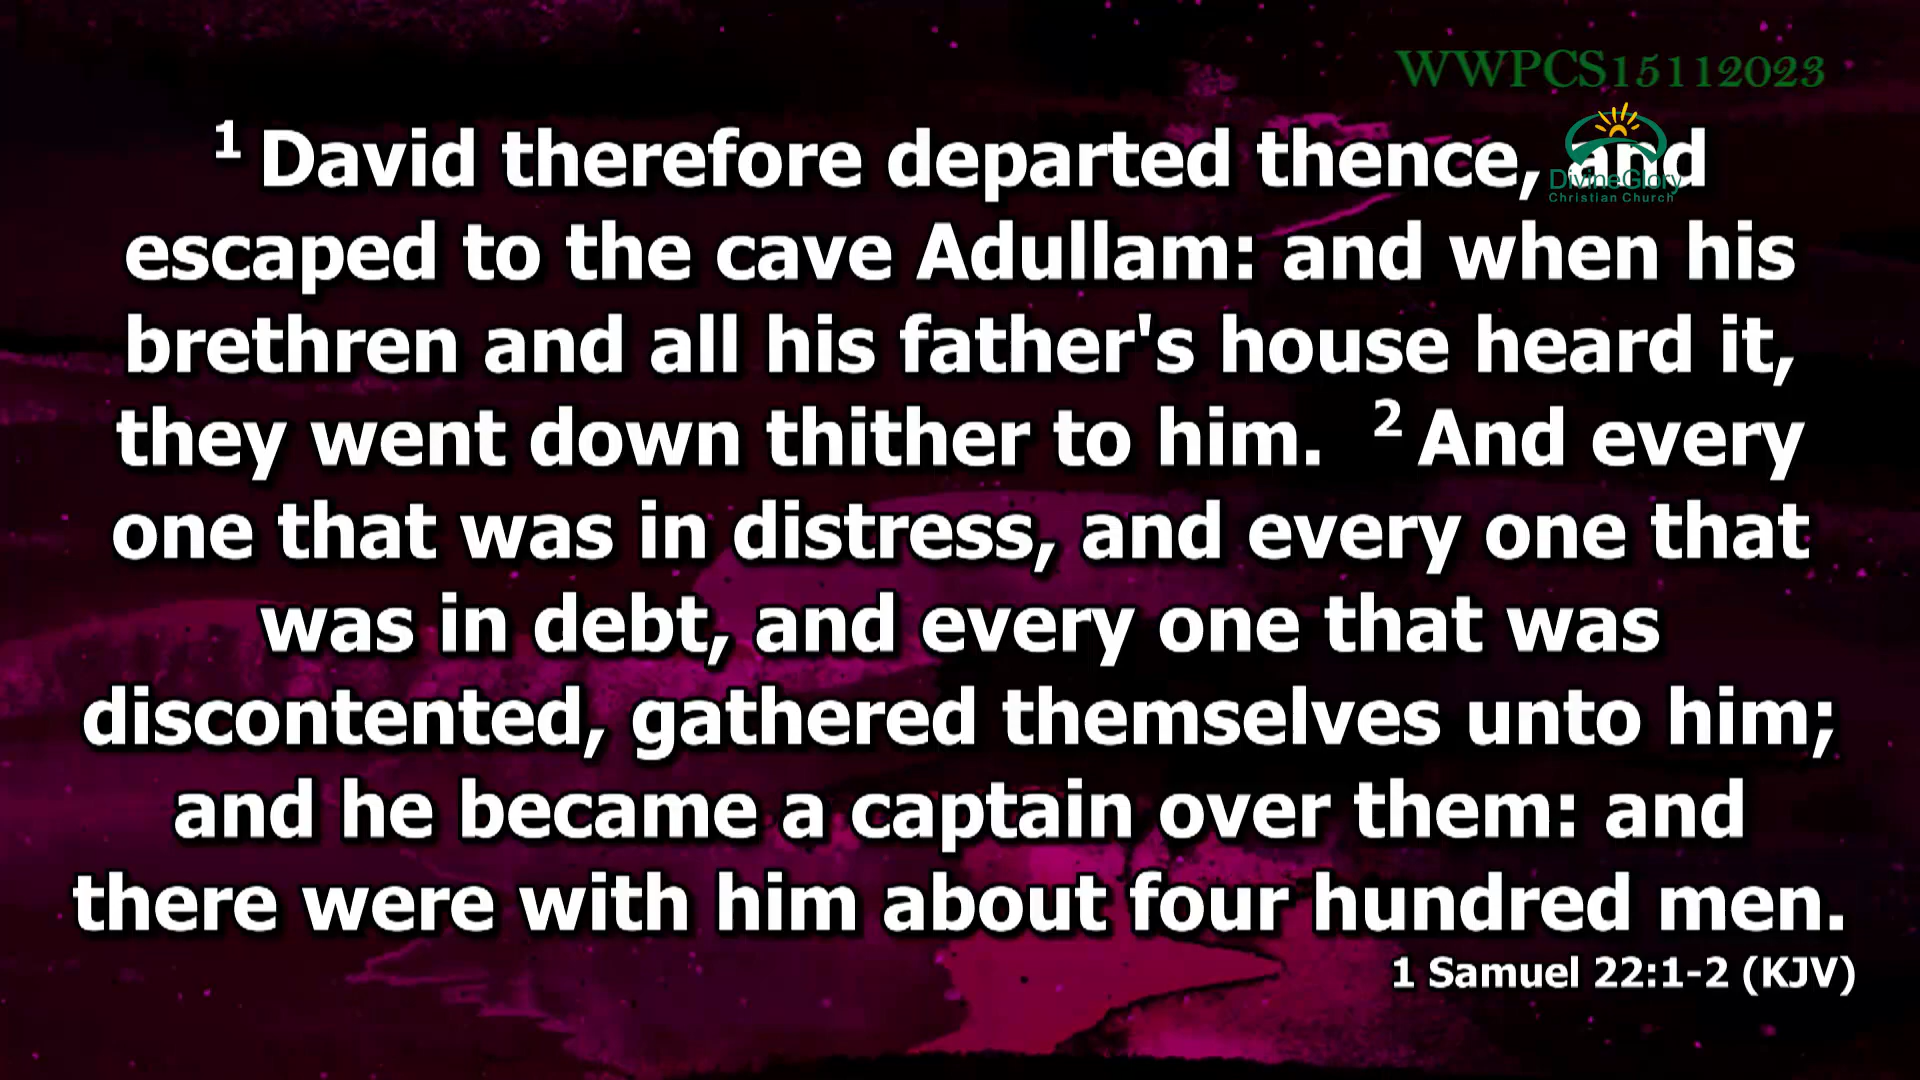 WWPCS15112023
1 David therefore departed thence, and
DivineGlory
Christian Church
escaped to the cave Adullam: and when his
brethren and all his father's house heard it,
they went down thither to him. 2 And every
one that was in distress, and every one that
was in debt, and every one that was
discontented, gathered themselves unto him;
and he became a captain over them: and
there were with him about four hundred men.
1 Samuel 22:1-2 (KJV)